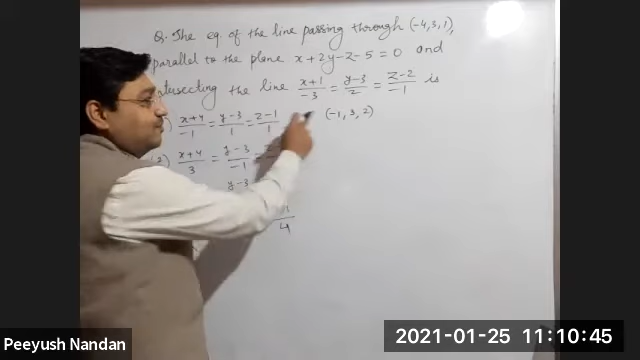 Q. The eq. of the line passing through (-4,3,1),
parallel to the plane x+2y-z-5=0 and
intersecting the line (x+1)/-3 = (y-3)/2 = (z-2)/-1 is
) (x+4)/-1 = (y-3)/1 = (z-1)/1 (-1, 3, 2)
(2) (x+4)/3 = (y-3)/-1 =
y-3
4
Peeyush Nandan
2021-01-25 11:10:45